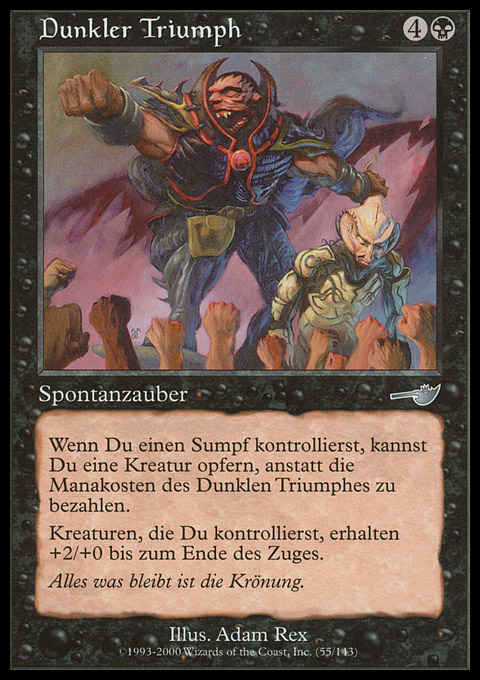 Dunkler Triumph 4
Spontanzauber
Wenn Du einen Sumpf kontrollierst, kannst
Du eine Kreatur opfern, anstatt die
Manakosten des Dunklen Triumphes zu
bezahlen.
Kreaturen, die Du kontrollierst, erhalten
+2/+0 bis zum Ende des Zuges.
Alles was bleibt ist die Krönung.
Illus. Adam Rex
©1993-2000 Wizards of the Coast, Inc. (55/143)